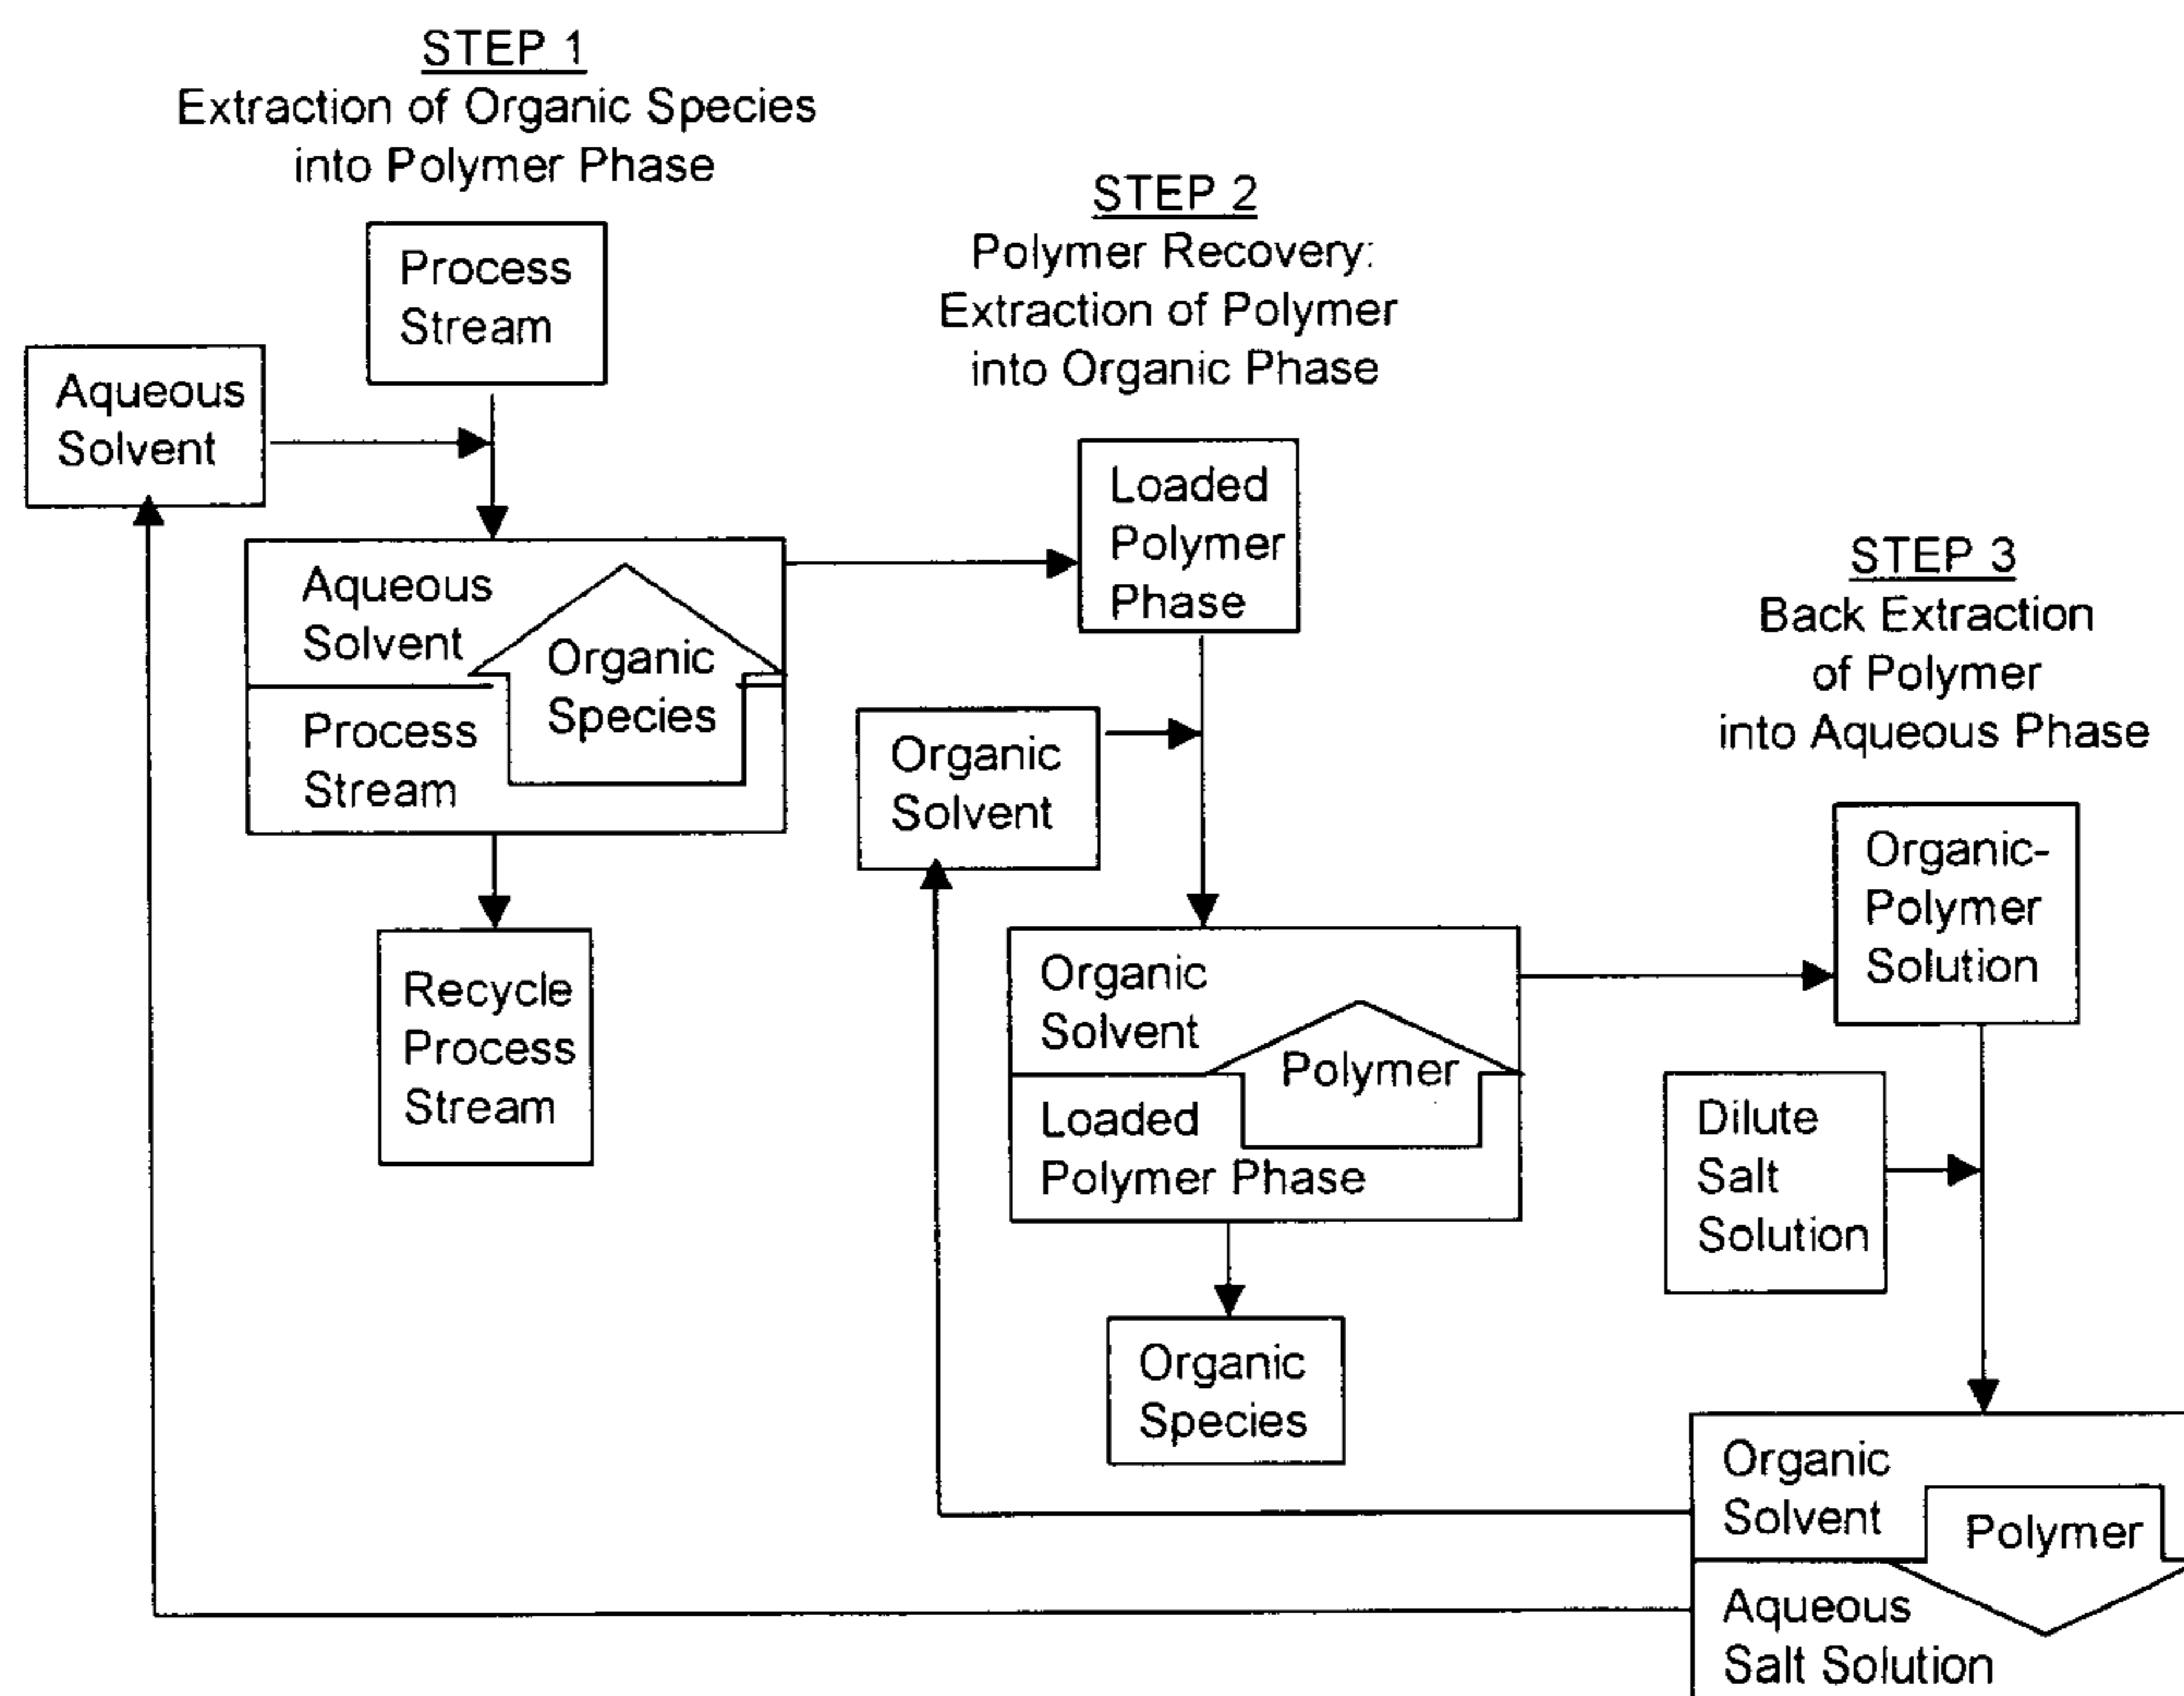 STEP 1
Extraction of Organic Species
into Polymer Phase
Process
Stream
Aqueous
Solvent
Aqueous
Solvent
Organic
Species
Process
Stream
Recycle
Process
Stream
STEP 2
Polymer Recovery:
Extraction of Polymer
into Organic Phase
Loaded
Polymer
Phase
Organic
Solvent
Organic
Solvent
Polymer
Loaded
Polymer Phase
Organic
Species
STEP 3
Back Extraction
of Polymer
into Aqueous Phase
Organic-
Polymer
Solution
Dilute
Salt
Solution
Organic
Solvent
Polymer
Aqueous
Salt Solution